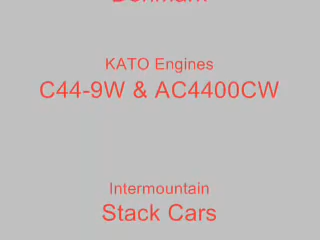 KATO Engines
C44-9W & AC4400CW
Intermountain
Stack Cars